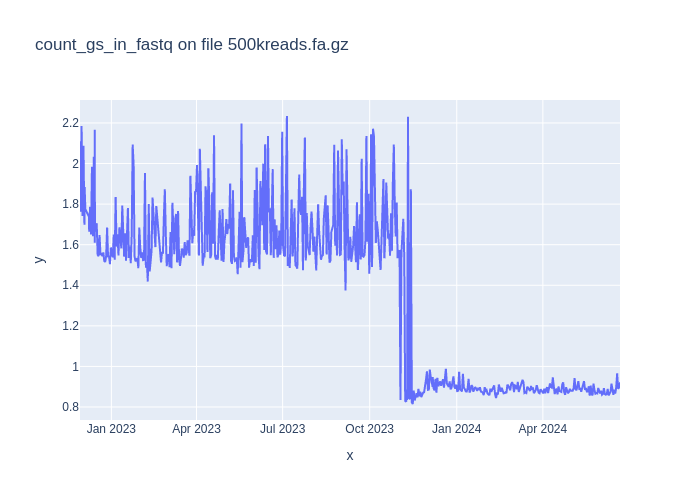 count_gs_in_fastq on file 500kreads.fa.gz
2.2
2
1.8
1.6
1.4
1.2
1
0.8
y
Jan 2023
Apr 2023
Jul 2023
Oct 2023
Jan 2024
Apr 2024
x